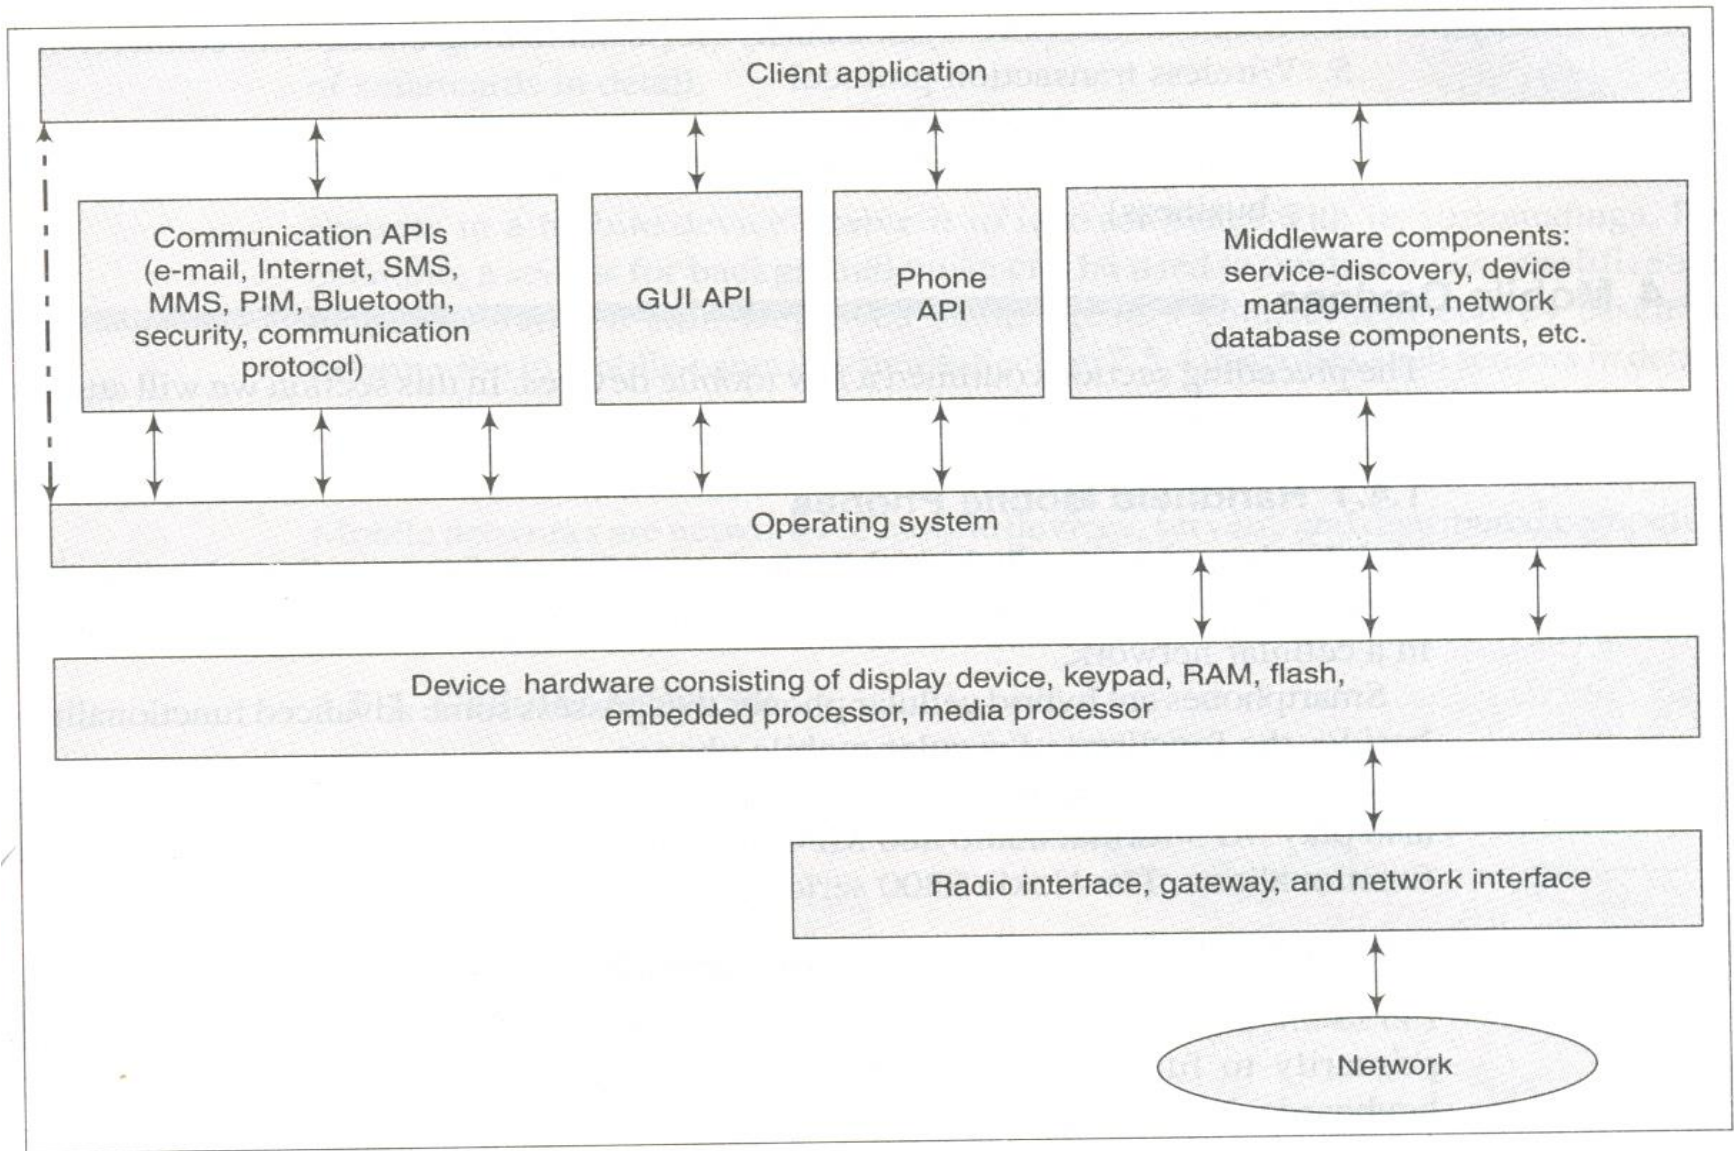 Client application
Communication APIs
(e-mail, Internet, SMS,
MMS, PIM, Bluetooth,
security, communication
protocol)
GUI API
Phone
API
Middleware components:
service-discovery, device
management, network
database components, etc.
Operating system
Device hardware consisting of display device, keypad, RAM, flash,
embedded processor, media processor
Radio interface, gateway, and network interface
Network